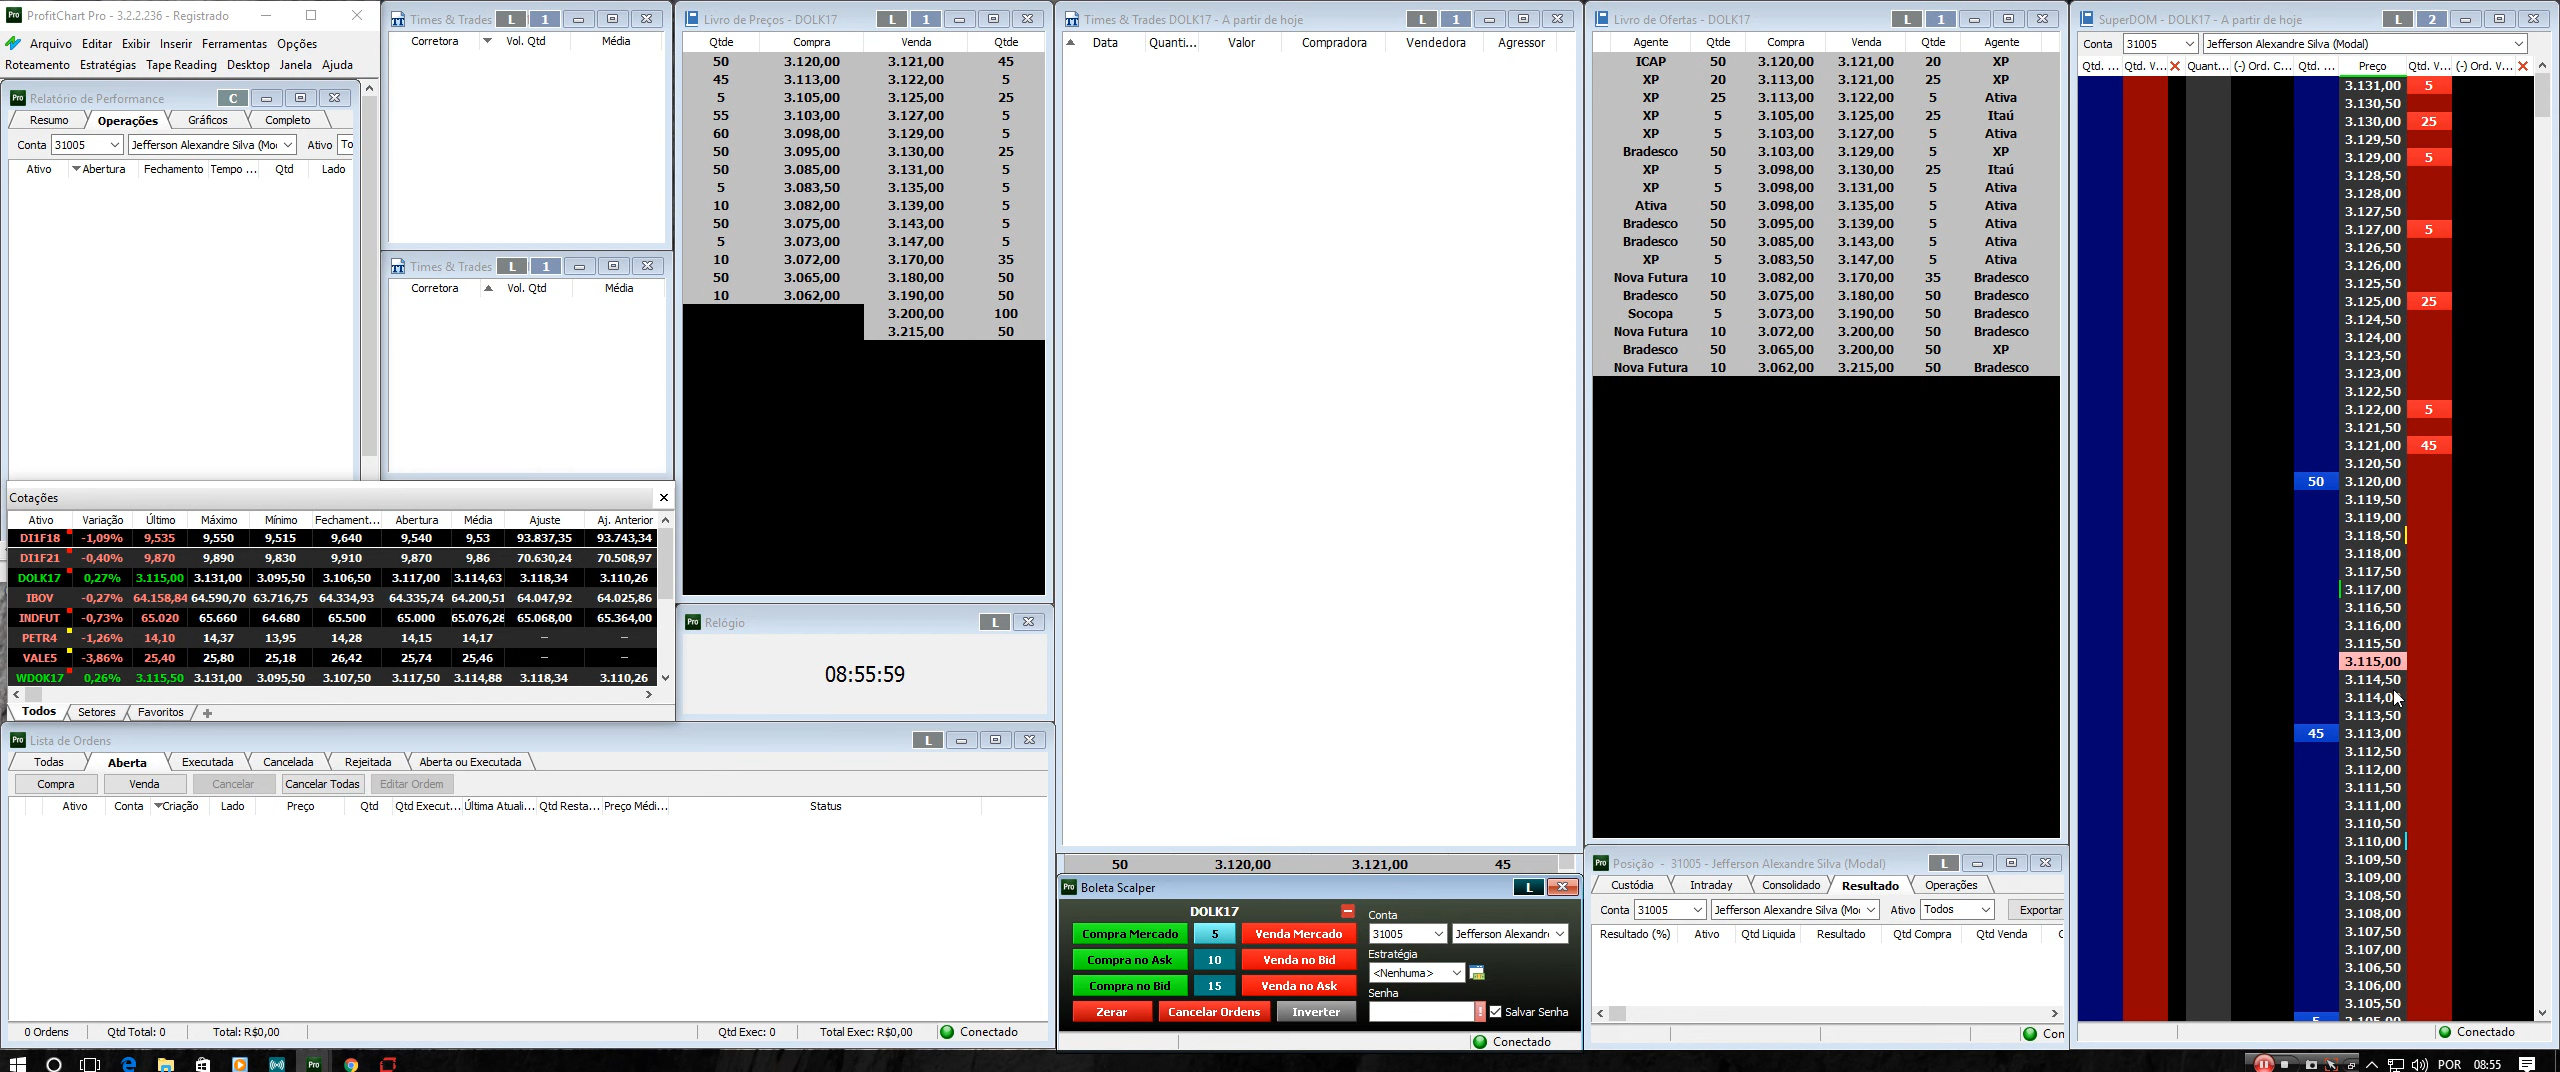 ProfitChart Pro - 3.2.2.236 - Registrado
Arquivo Editar Exibir Inserir Ferramentas Opções
Roteamento Estratégias Tape Reading Desktop Janela Ajuda
Relatório de Performance C
Resumo Operações Gráficos Completo
Conta 31005 Jefferson Alexandre Silva (Mo Ativo To
Ativo Abertura Fechamento Tempo ... Qtd Lado
Times & Trades L 1
Corretora Vol. Qtd Média
Times & Trades L 1
Corretora Vol. Qtd Média
Livro de Preços - DOLK17 L 1
Qtde Compra Venda Qtde
50 3.120,00 3.121,00 45
45 3.113,00 3.122,00 5
5 3.105,00 3.125,00 25
55 3.103,00 3.127,00 5
60 3.098,00 3.129,00 5
50 3.095,00 3.130,00 25
50 3.085,00 3.131,00 5
5 3.083,50 3.135,00 5
10 3.082,00 3.139,00 5
50 3.075,00 3.143,00 5
5 3.073,00 3.147,00 5
10 3.072,00 3.170,00 35
50 3.065,00 3.180,00 50
10 3.062,00 3.190,00 50
3.200,00 100
3.215,00 50
Cotações
Ativo Variação Último Máximo Mínimo Fechament... Abertura Média Ajuste Aj. Anterior
DI1F18 -1,09% 9,535 9,550 9,515 9,640 9,540 9,53 93.837,35 93.743,34
DI1F21 -0,40% 9,870 9,890 9,830 9,910 9,870 9,86 70.630,24 70.508,97
DOLK17 0,27% 3.115,00 3.131,00 3.095,50 3.106,50 3.117,00 3.114,63 3.118,34 3.110,26
IBOV -0,27% 64.158,84 64.590,70 63.716,75 64.334,93 64.335,74 64.200,51 64.047,92 64.025,86
INDFUT -0,73% 65.020 65.660 64.680 65.500 65.000 65.076,28 65.068,00 65.364,00
PETR4 -1,26% 14,10 14,37 13,95 14,28 14,15 14,17 – –
VALE5 -3,86% 25,40 25,80 25,18 26,42 25,74 25,46 – –
WDOK17 0,26% 3.115,50 3.131,00 3.095,50 3.107,50 3.117,50 3.114,88 3.118,34 3.110,26
Todos Setores Favoritos
Relógio L
08:55:59
Lista de Ordens L
Todas Aberta Executada Cancelada Rejeitada Aberta ou Executada
Compra Venda Cancelar Cancelar Todas Editar Ordem
Ativo Conta Criação Lado Preço Qtd Qtd Execut... Última Atuali... Qtd Resta... Preço Médi... Status
0 Ordens Qtd Total: 0 Total: R$0,00 Qtd Exec: 0 Total Exec: R$0,00 Conectado
Times & Trades DOLK17 - A partir de hoje L 1
Data Quanti... Valor Compradora Vendedora Agressor
50 3.120,00 3.121,00 45
Boleta Scalper L
DOLK17
Compra Mercado 5 Venda Mercado
Compra no Ask 10 Venda no Bid
Compra no Bid 15 Venda no Ask
Zerar Cancelar Ordens Inverter
Conta
31005 Jefferson Alexandr
Estratégia
<Nenhuma>
Senha
! Salvar Senha
Conectado
Livro de Ofertas - DOLK17 L 1
Agente Qtde Compra Venda Qtde Agente
ICAP 50 3.120,00 3.121,00 20 XP
XP 20 3.113,00 3.121,00 25 XP
XP 25 3.113,00 3.122,00 5 Ativa
XP 5 3.105,00 3.125,00 25 Itaú
XP 5 3.103,00 3.127,00 5 Ativa
Bradesco 50 3.103,00 3.129,00 5 XP
XP 5 3.098,00 3.130,00 25 Itaú
XP 5 3.098,00 3.131,00 5 Ativa
Ativa 50 3.098,00 3.135,00 5 Ativa
Bradesco 50 3.095,00 3.139,00 5 Ativa
Bradesco 50 3.085,00 3.143,00 5 Ativa
XP 5 3.083,50 3.147,00 5 Ativa
Nova Futura 10 3.082,00 3.170,00 35 Bradesco
Bradesco 50 3.075,00 3.180,00 50 Bradesco
Socopa 5 3.073,00 3.190,00 50 Bradesco
Nova Futura 10 3.072,00 3.200,00 50 Bradesco
Bradesco 50 3.065,00 3.200,00 50 XP
Nova Futura 10 3.062,00 3.215,00 50 Bradesco
Posição - 31005 - Jefferson Alexandre Silva (Modal) L
Custódia Intraday Consolidado Resultado Operações
Conta 31005 Jefferson Alexandre Silva (Mo Ativo Todos Exportar
Resultado (%) Ativo Qtd Liquida Resultado Qtd Compra Qtd Venda
Con
SuperDOM - DOLK17 - A partir de hoje L 2
Conta 31005 Jefferson Alexandre Silva (Modal)
Qtd. ... Qtd. V... Quant... (-) Ord. C... Qtd. ... Preço Qtd. V... (-) Ord. V...
3.131,00 5
3.130,50
3.130,00 25
3.129,50
3.129,00 5
3.128,50
3.128,00
3.127,50
3.127,00 5
3.126,50
3.126,00
3.125,50
3.125,00 25
3.124,50
3.124,00
3.123,50
3.123,00
3.122,50
3.122,00 5
3.121,50
3.121,00 45
3.120,50
50 3.120,00
3.119,50
3.119,00
3.118,50
3.118,00
3.117,50
3.117,00
3.116,50
3.116,00
3.115,50
3.115,00
3.114,50
3.114,00
3.113,50
45 3.113,00
3.112,50
3.112,00
3.111,50
3.111,00
3.110,50
3.110,00
3.109,50
3.109,00
3.108,50
3.108,00
3.107,50
3.107,00
3.106,50
3.106,00
3.105,50
5 3.105,00
Conectado
POR 08:55